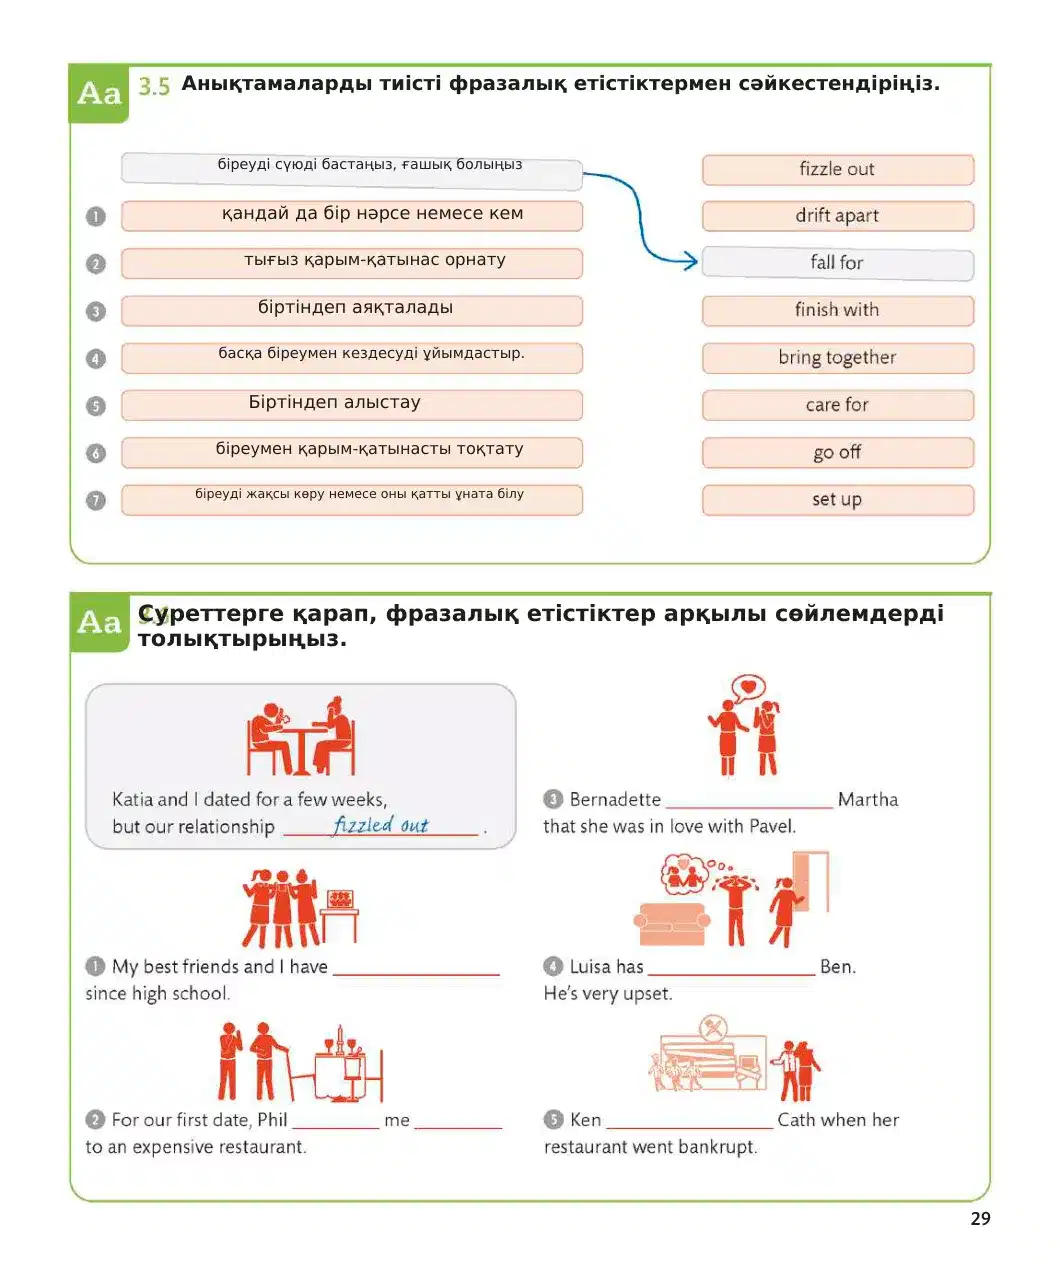 Aa 3.5 Анықтамаларды тиісті фразалық етістіктермен сәйкестендіріңіз.
біреуді сүюді бастаңыз, ғашық болыңыз
fizzle out
1 қандай да бір нәрсе немесе кем
drift apart
2 тығыз қарым-қатынас орнату
fall for
3 біртіндеп аяқталады
finish with
4 басқа біреумен кездесуді ұйымдастыр.
bring together
5 Біртіндеп алыстау
care for
6 біреумен қарым-қатынасты тоқтату
go off
7 біреуді жақсы көру немесе оны қатты ұната білу
set up
Aa Суреттерге қарап, фразалық етістіктер арқылы сөйлемдерді
толықтырыңыз.
Katia and I dated for a few weeks,
but our relationship fizzled out .
1 My best friends and I have
since high school.
2 For our first date, Phil me
to an expensive restaurant.
3 Bernadette Martha
that she was in love with Pavel.
4 Luisa has Ben.
He's very upset.
5 Ken Cath when her
restaurant went bankrupt.
29